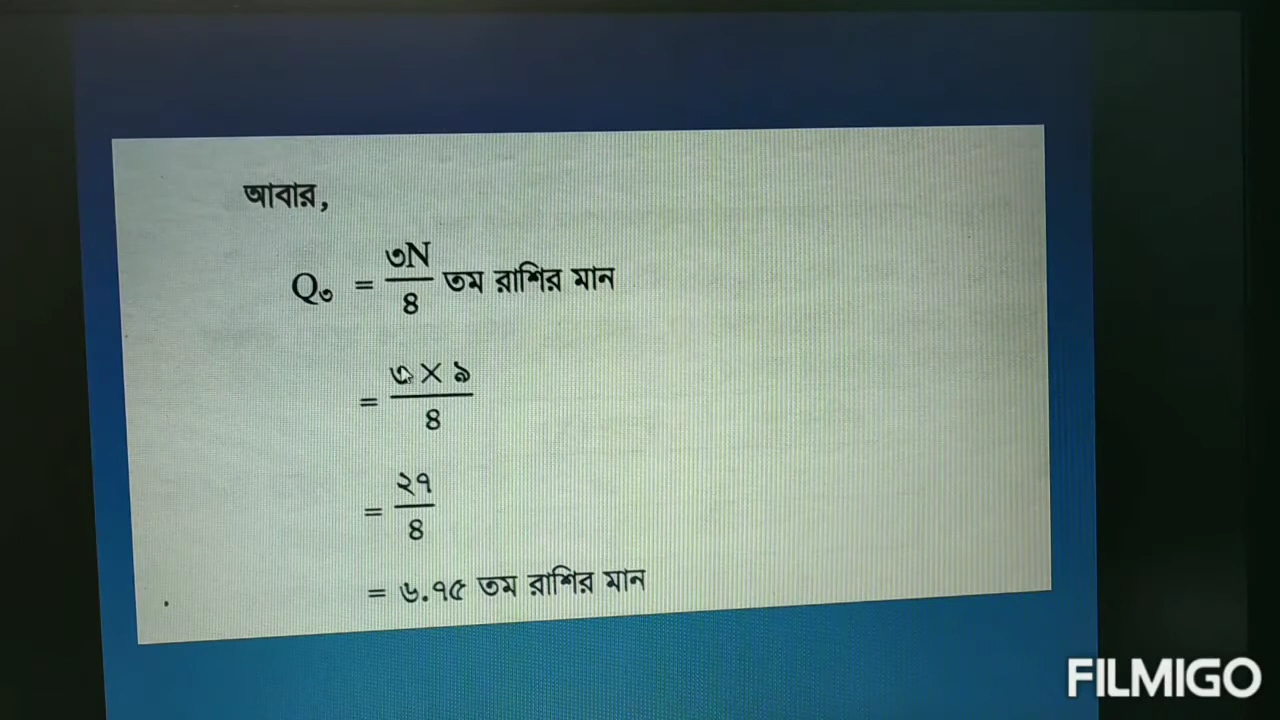 আবার,
Q৩ = ৩N/৪ তম রাশির মান
= ৩ × ৯/৪
= ২৭/৪
= ৬.৭৫ তম রাশির মান
FILMIGO